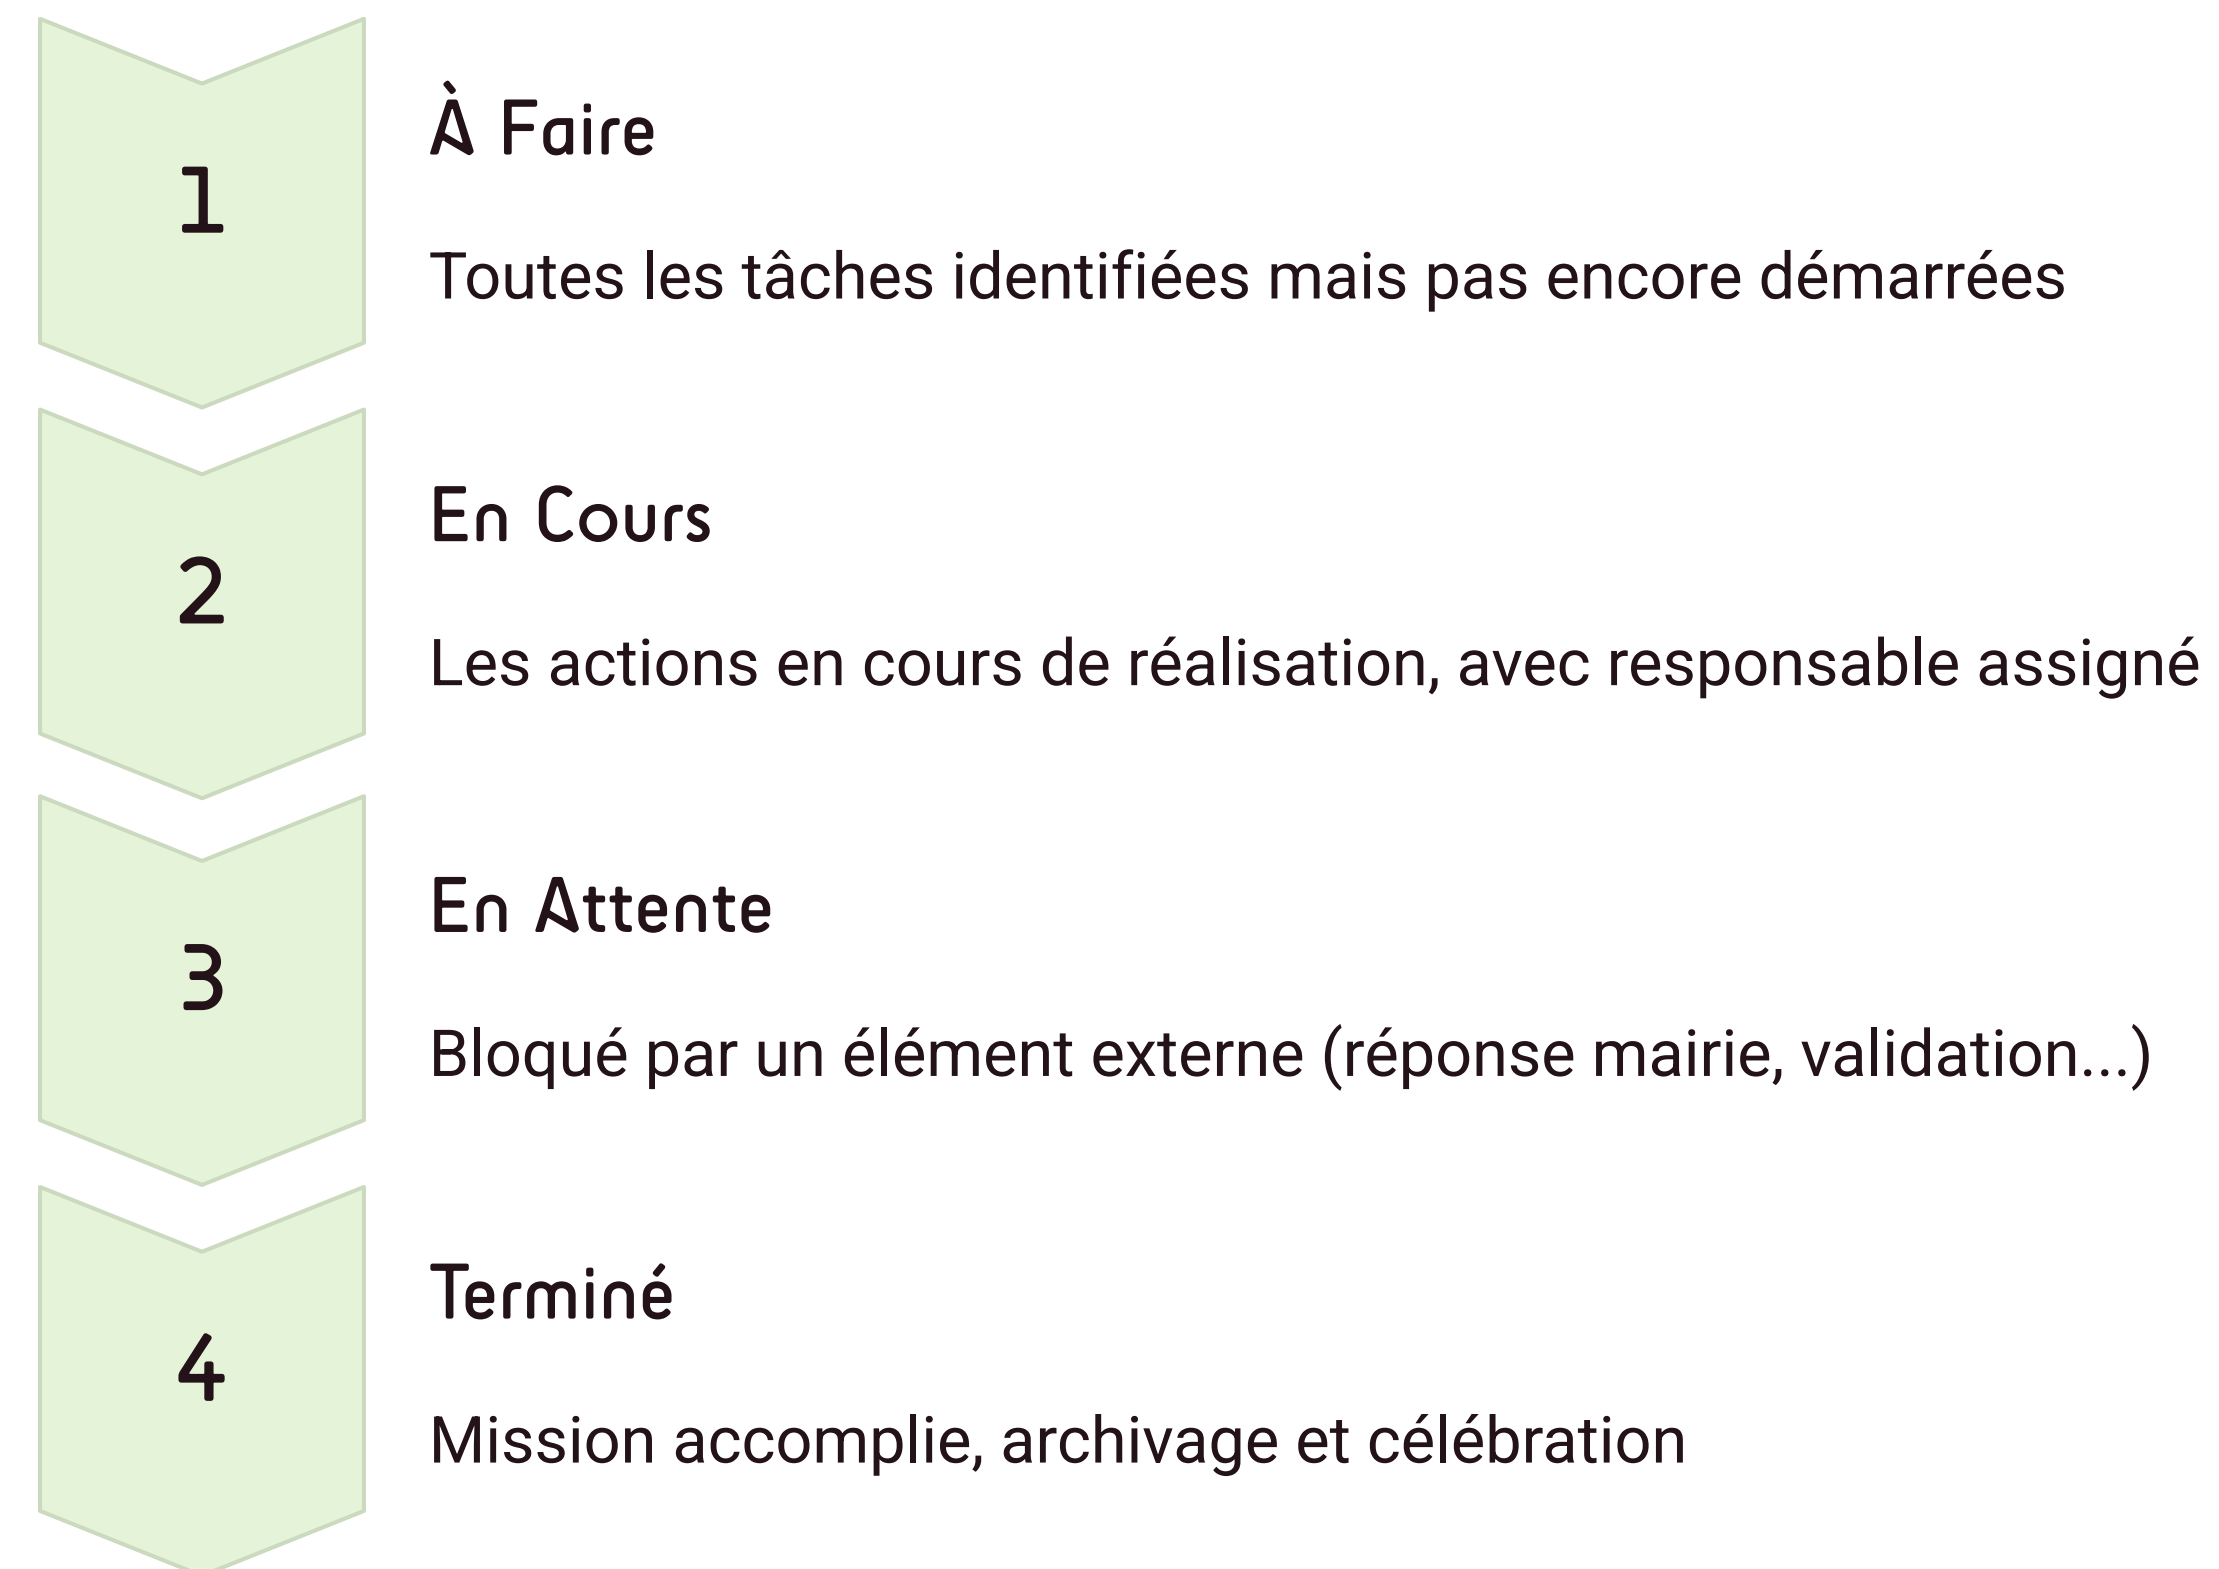 1
À Faire
Toutes les tâches identifiées mais pas encore démarrées
2
En Cours
Les actions en cours de réalisation, avec responsable assigné
3
En Attente
Bloqué par un élément externe (réponse mairie, validation...)
4
Terminé
Mission accomplie, archivage et célébration